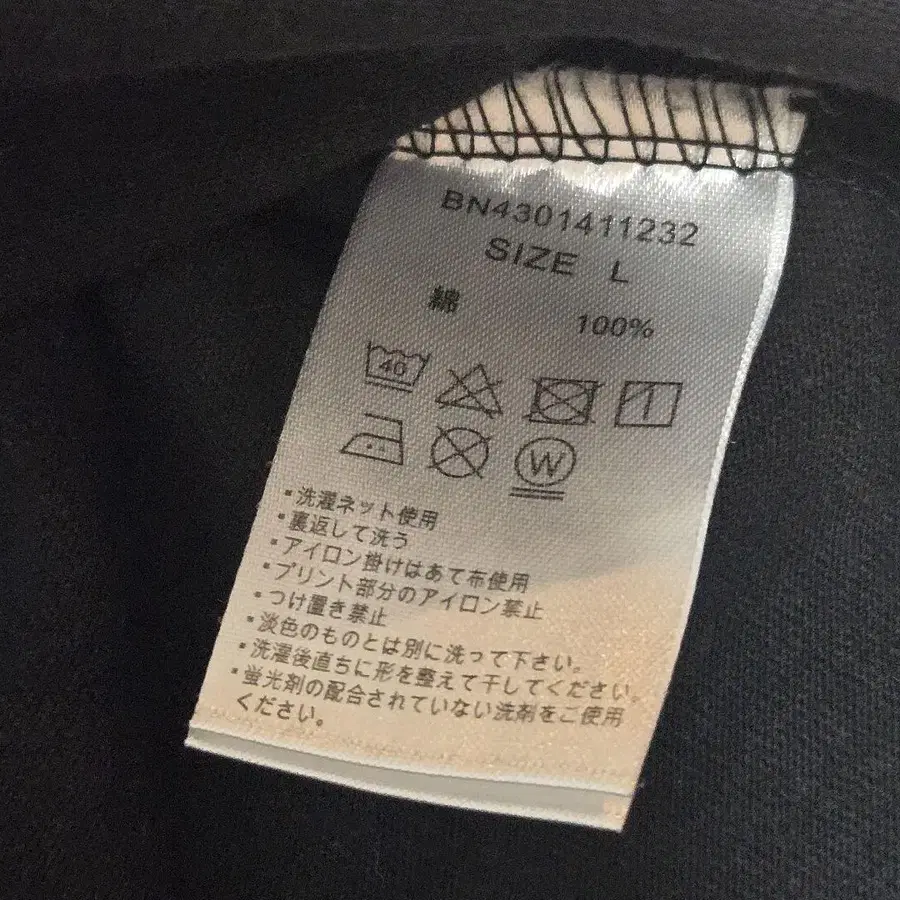 BN4301411232
SIZE L
綿 100%
40
W
・洗濯ネット使用
・裏返して洗う
・アイロン掛けはあて布使用
・プリント部分のアイロン禁止
・つけ置き禁止
・淡色のものとは別に洗って下さい。
・洗濯後直ちに形を整えて干してください。
・蛍光剤の配合されていない洗剤をご使用
ください。